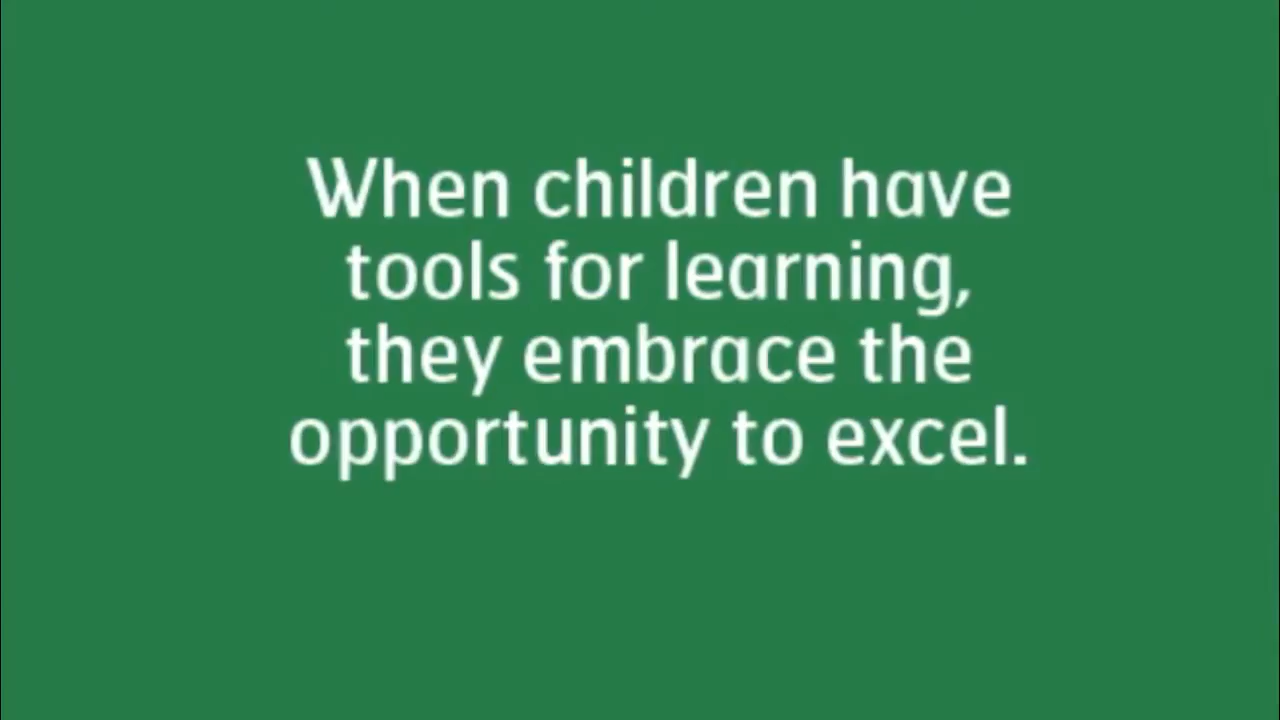 When children have
tools for learning,
they embrace the
opportunity to excel.